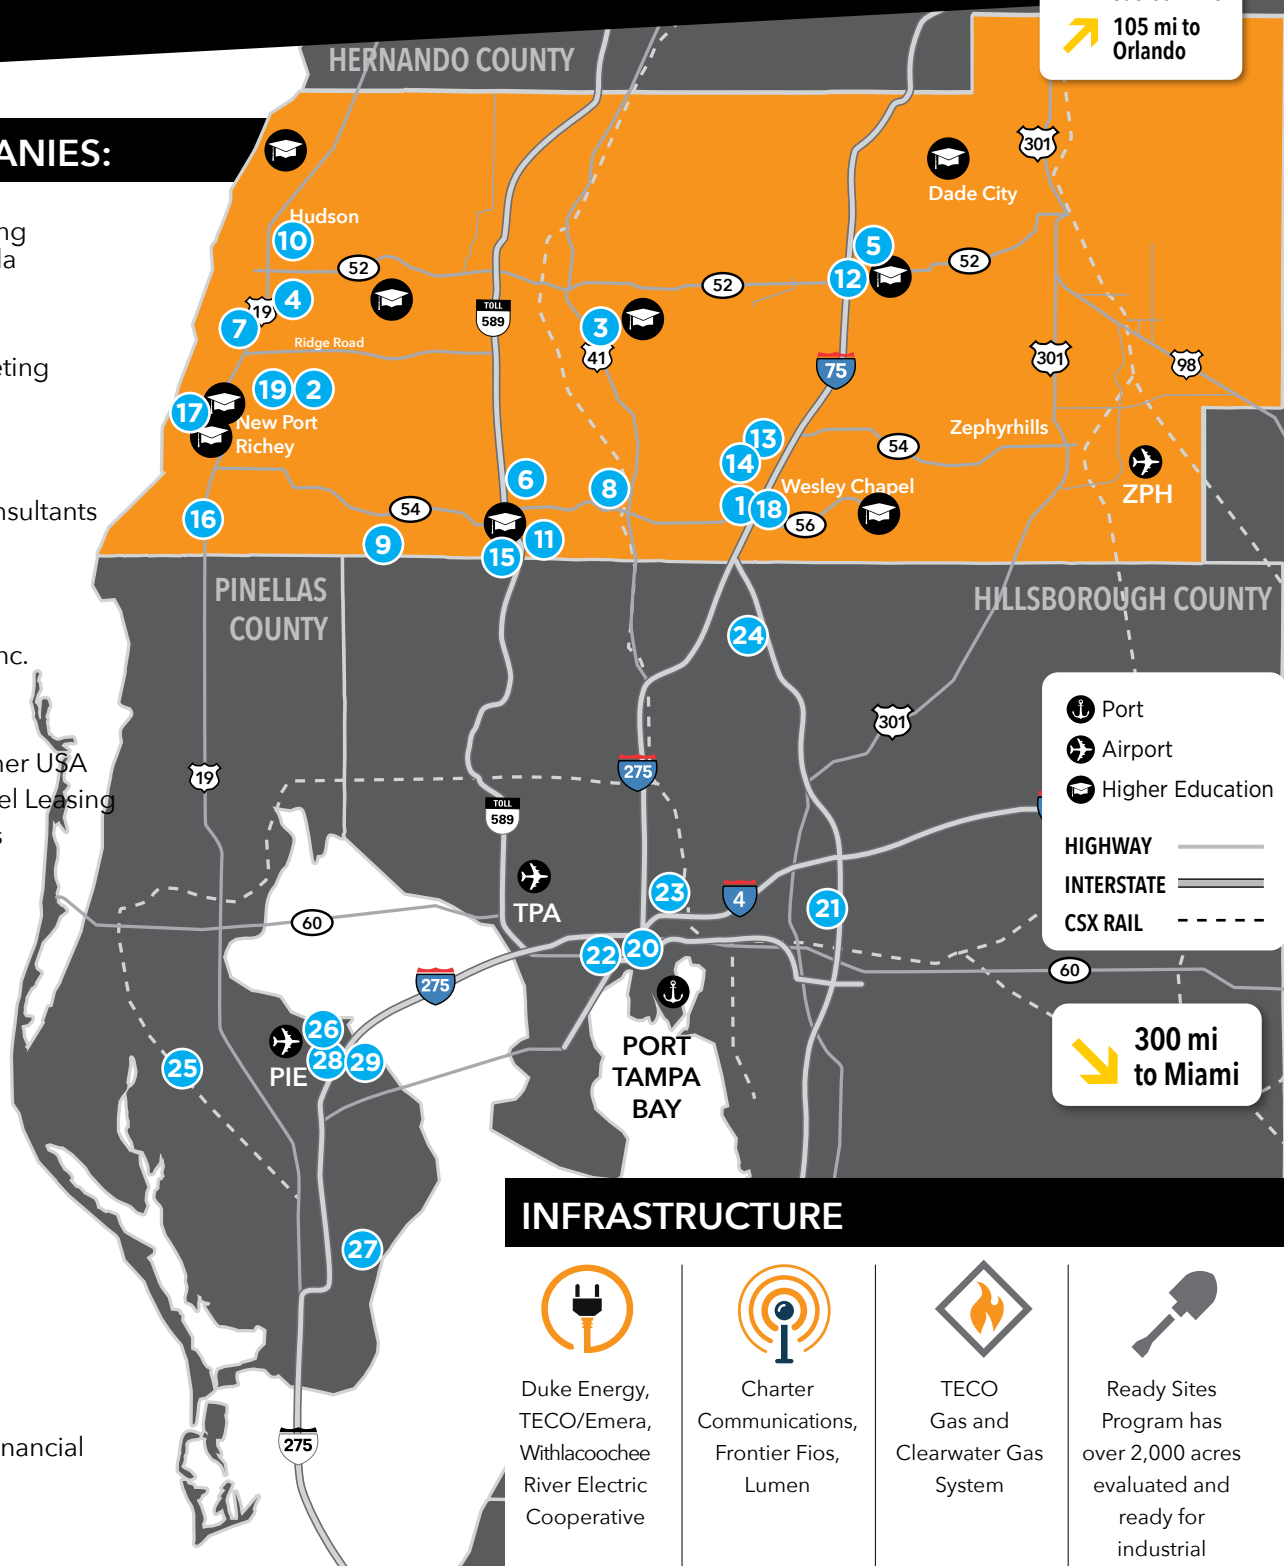 105 mi to
Orlando
HERNANDO COUNTY
ANIES:
301
Dade City
ng
la
Hudson
10
5
52
52
52
12
4
19
7
TOLL
589
3
41
Ridge Road
301
98
75
eting
19
2
17
New Port
Richey
13
14
54
Zephyrhills
ZPH
6
8
Wesley Chapel
1
18
56
nsultants
16
54
9
11
15
PINELLAS
COUNTY
HILLSBOROUGH COUNTY
24
nc.
301
Port
Airport
Higher Education
HIGHWAY
INTERSTATE
CSX RAIL
ner USA
el Leasing
s
19
275
TOLL
589
TPA
23
4
21
60
22
20
60
275
PORT
TAMPA
BAY
300 mi
to Miami
26
PIE
28
29
25
27
INFRASTRUCTURE
Duke Energy,
TECO/Emera,
Withlacoochee
River Electric
Cooperative
Charter
Communications,
Frontier Fios,
Lumen
TECO
Gas and
Clearwater Gas
System
Ready Sites
Program has
over 2,000 acres
evaluated and
ready for
industrial
nancial
275